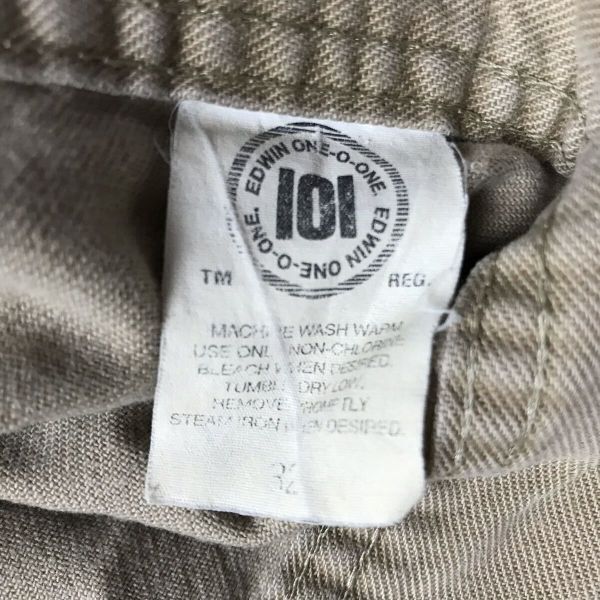 EDWIN ONE-O-ONE. EDWIN ONE-O-ONE.
101
TM REG.
MACHINE WASH WARM
USE ONLY NON-CHLORINE
BLEACH WHEN DESIRED.
TUMBLE DRY LOW.
REMOVE PROMPTLY
STEAM IRON WHEN DESIRED.
32